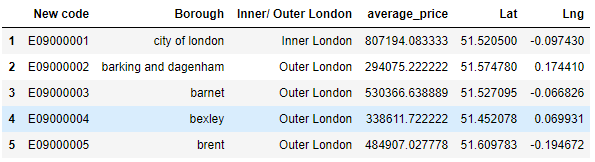 New code Borough Inner/ Outer London average_price Lat Lng
1 E09000001 city of london Inner London 807194.083333 51.520500 -0.097430
2 E09000002 barking and dagenham Outer London 294075.222222 51.574780 0.174410
3 E09000003 barnet Outer London 530366.638889 51.527095 -0.066826
4 E09000004 bexley Outer London 338611.722222 51.452078 0.069931
5 E09000005 brent Outer London 484907.027778 51.609783 -0.194672